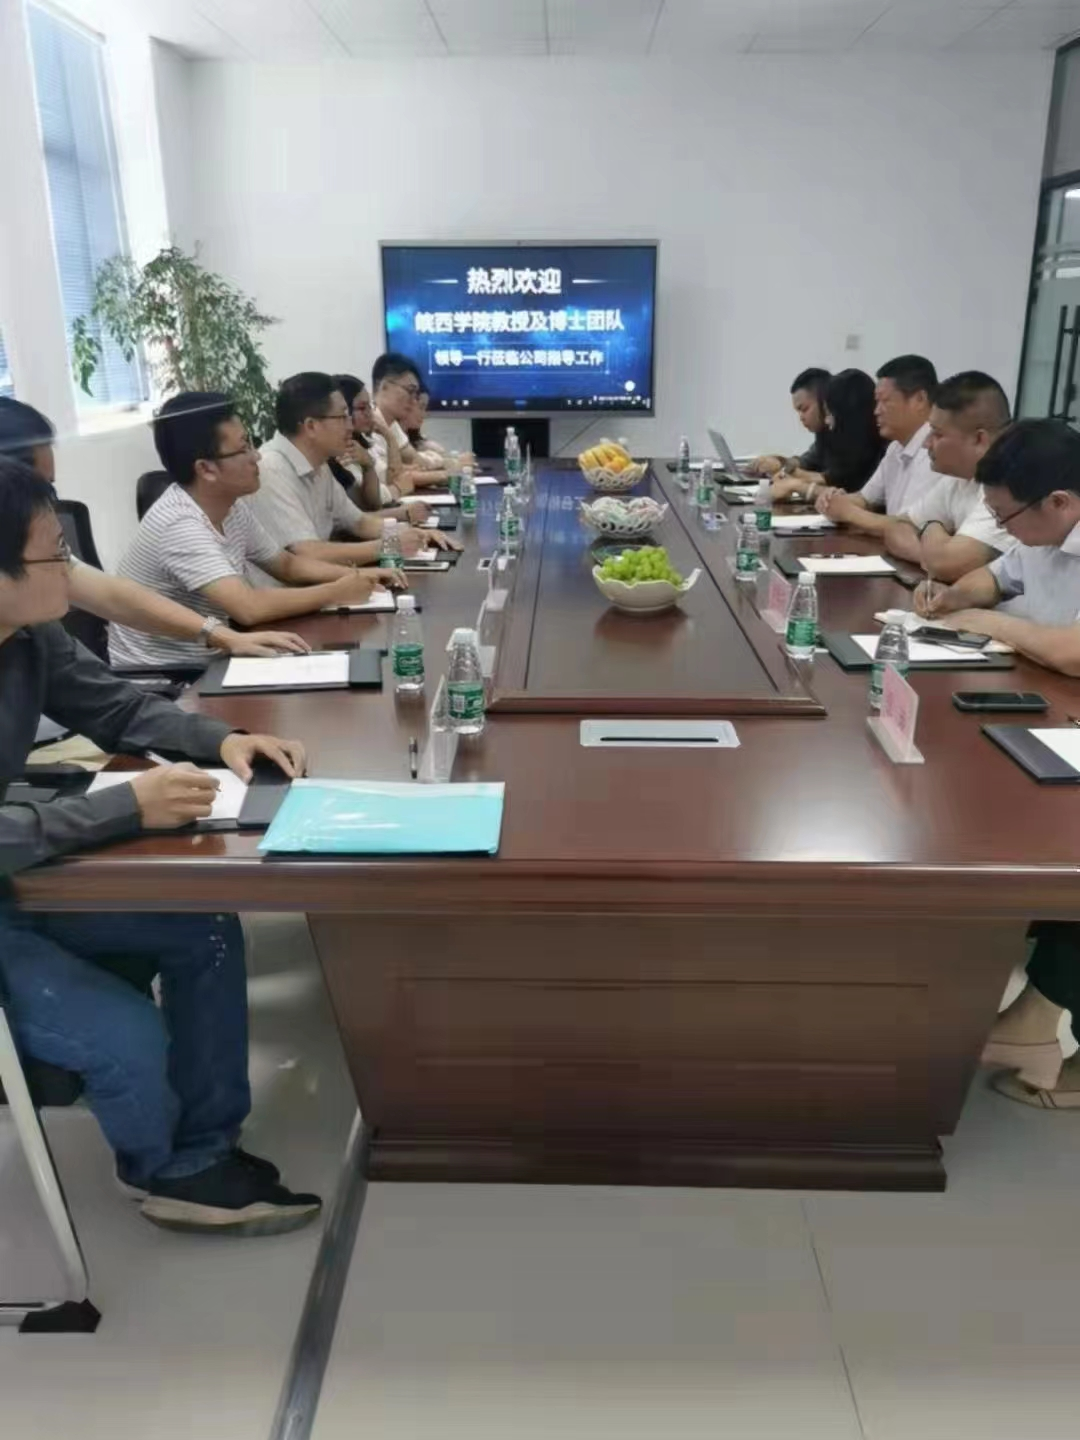 热烈欢迎
皖西学院教授及博士团队
领导一行莅临公司指导工作